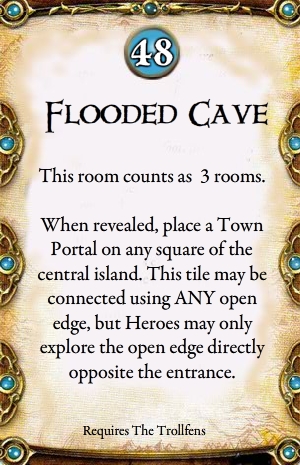 48
Flooded Cave
This room counts as 3 rooms.
When revealed, place a Town
Portal on any square of the
central island. This tile may be
connected using ANY open
edge, but Heroes may only
explore the open edge directly
opposite the entrance.
Requires The Trollfens